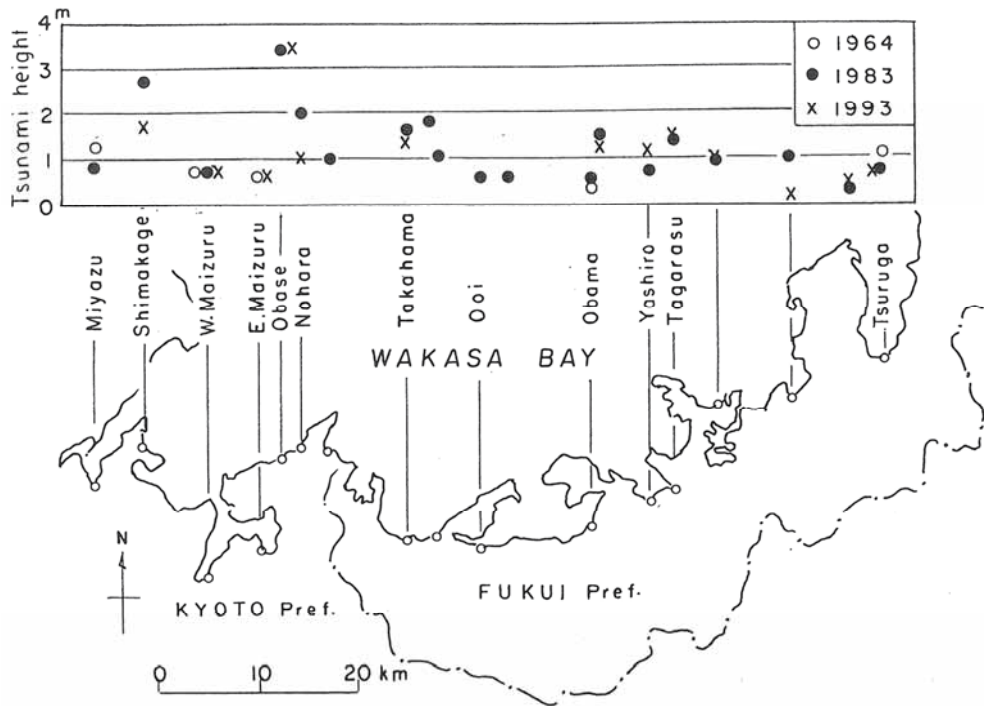 4 m
3
2
1
0
Tsunami height
○ 1964
● 1983
x 1993
Miyazu
Shimakage
W.Maizuru
E.Maizuru
Obase
Nohara
Takahama
Ooi
Obama
Yashiro
Tagarasu
Tsuruga
WAKASA BAY
N
KYOTO Pref.
FUKUI Pref.
0 10 20 km